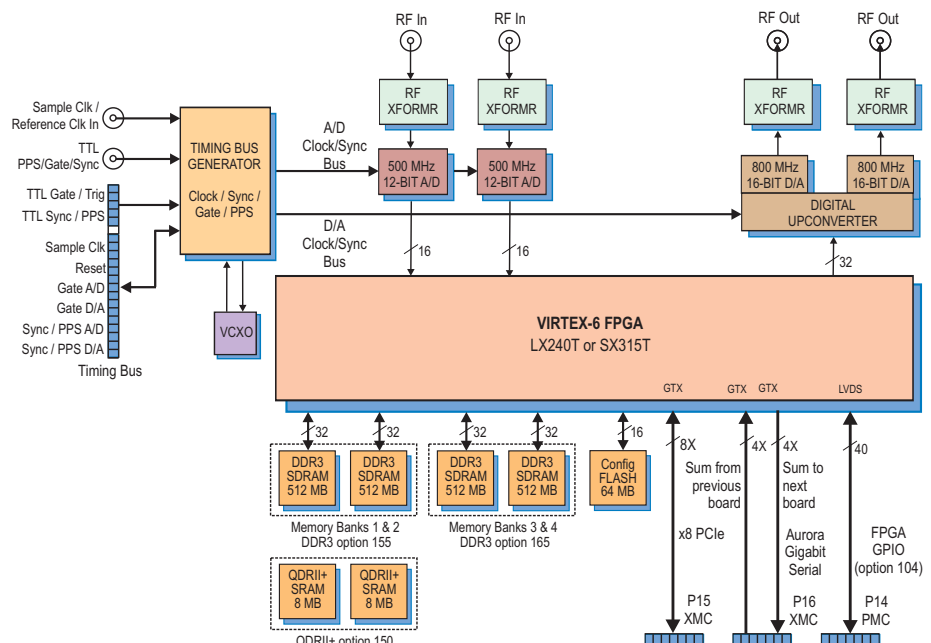 RF In
RF In
RF Out
RF Out
Sample Clk /
Reference Clk In
TTL
PPS/Gate/Sync
TTL Gate / Trig
TTL Sync / PPS
Sample Clk
Reset
Gate A/D
Gate D/A
Sync / PPS A/D
Sync / PPS D/A
Timing Bus
TIMING BUS
GENERATOR
Clock / Sync /
Gate / PPS
VCXO
A/D
Clock/Sync
Bus
D/A
Clock/Sync
Bus
RF
XFORMR
RF
XFORMR
500 MHz
12-BIT A/D
500 MHz
12-BIT A/D
16
16
RF
XFORMR
RF
XFORMR
800 MHz
16-BIT D/A
800 MHz
16-BIT D/A
DIGITAL
UPCONVERTER
32
VIRTEX-6 FPGA
LX240T or SX315T
GTX
GTX
GTX
LVDS
32
32
32
32
16
8X
4X
4X
40
DDR3
SDRAM
512 MB
DDR3
SDRAM
512 MB
Memory Banks 1 & 2
DDR3 option 155
DDR3
SDRAM
512 MB
DDR3
SDRAM
512 MB
Memory Banks 3 & 4
DDR3 option 165
Config
FLASH
64 MB
QDRII+
SRAM
8 MB
QDRII+
SRAM
8 MB
QDRII+ option 150
x8 PCIe
Sum from
previous
board
Sum to
next
board
Aurora
Gigabit
Serial
FPGA
GPIO
(option 104)
P15
XMC
P16
XMC
P14
PMC